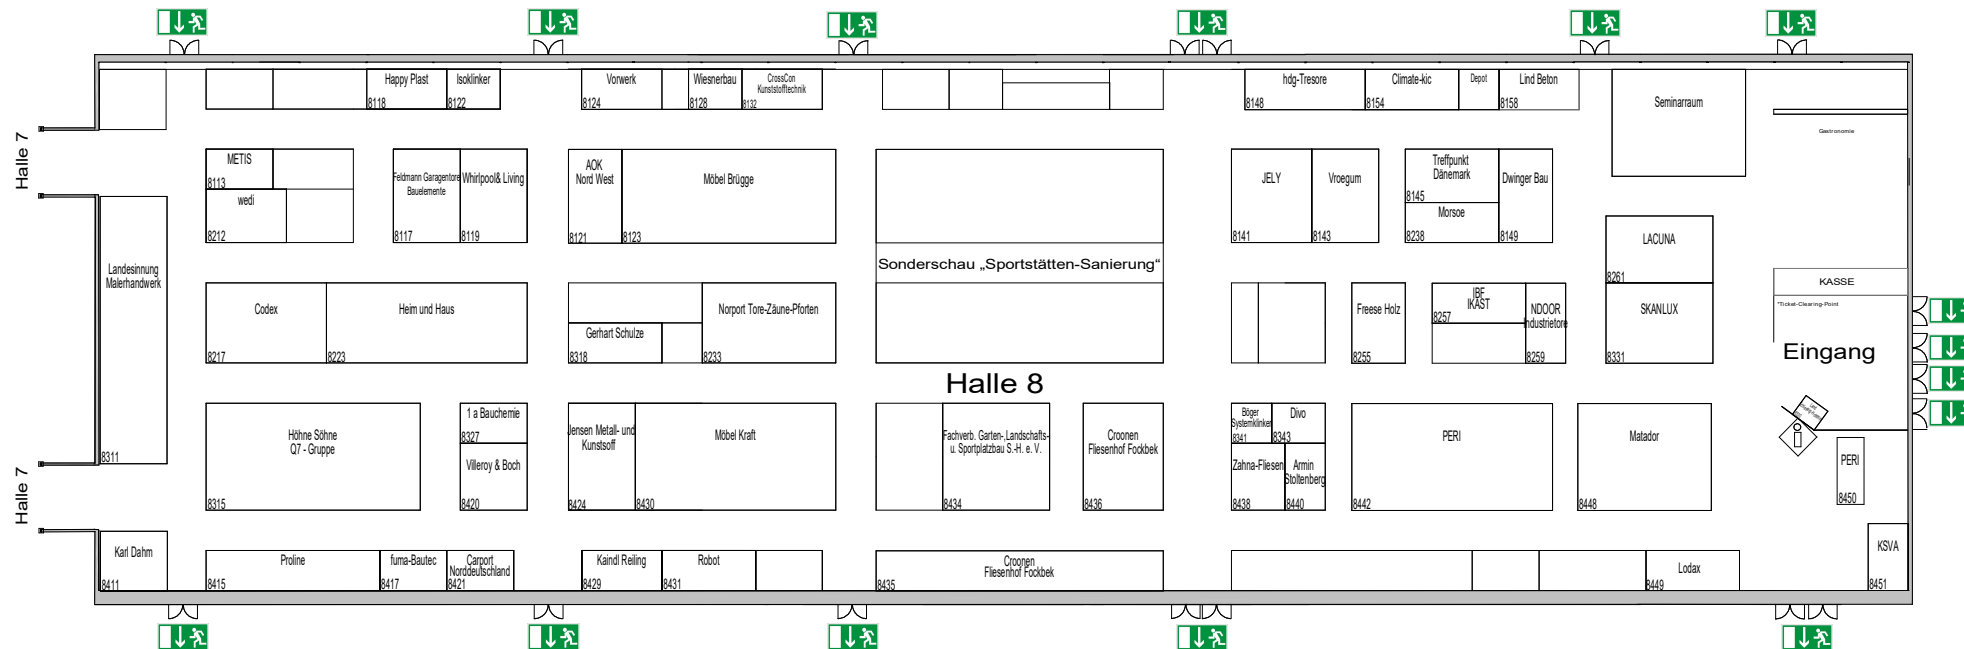 Happy Plast
8118
Isoklinker
8122
Vorwerk
8124
Wiesnerbau
8128
CrossCon
Kunststofftechnik
8132
hdg-Tresore
8148
Climate-kic
8154
Depot
Lind Beton
8158
Seminarraum
Gastronomie
Halle 7
METIS
8113
wedi
8212
Feldmann Garagentore
Bauelemente
8117
Whirlpool& Living
8119
AOK
Nord West
8121
Möbel Brügge
8123
JELY
8141
Vroegum
8143
Treffpunkt
Dänemark
8145
Morsoe
8238
Dwinger Bau
8149
LACUNA
8261
Sonderschau „Sportstätten-Sanierung“
Landesinnung
Malerhandwerk
8311
Codex
8217
Heim und Haus
8223
Gerhart Schulze
8318
Norport Tore-Zäune-Pforten
8233
Freese Holz
8255
IBF
IKAST
8257
NDOOR
Industrietore
8259
SKANLUX
8331
KASSE
*Ticket-Clearing-Point
Eingang
Halle 8
Halle 7
Höhne Söhne
Q7 - Gruppe
8315
1 a Bauchemie
8327
Villeroy & Boch
8420
Jensen Metall- und
Kunstsoff
8424
Möbel Kraft
8430
Fachverb. Garten-,Landschafts-
u. Sportplatzbau S.-H. e. V.
8434
Croonen
Fliesenhof Fockbek
8436
Böger
Systemklinker
8341
Divo
8343
Zahna-Fliesen
8438
Armin
Stoltenberg
8440
PERI
8442
Matador
8448
i
PERI
8450
Karl Dahm
8411
Proline
8415
fuma-Bautec
8417
Carport
Norddeutschland
8421
Kaindl Reiling
8429
Robot
8431
Croonen
Fliesenhof Fockbek
8435
Lodax
8449
KSVA
8451